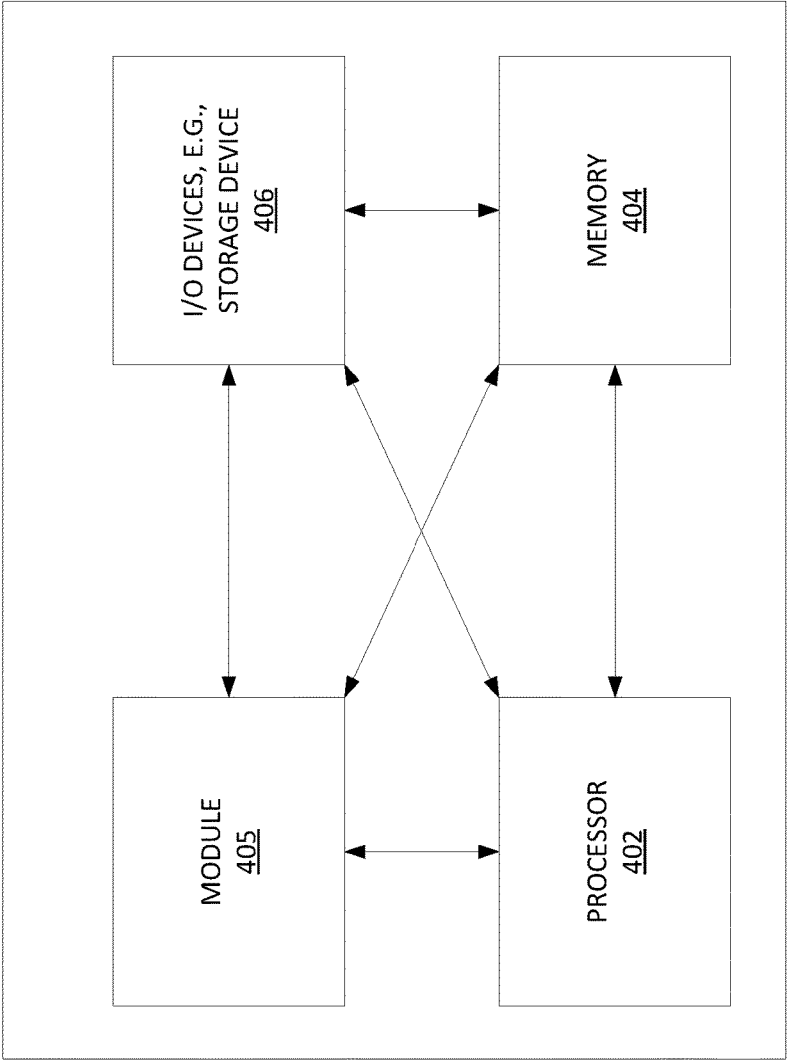 MODULE
405
I/O DEVICES, E.G.,
STORAGE DEVICE
406
PROCESSOR
402
MEMORY
404